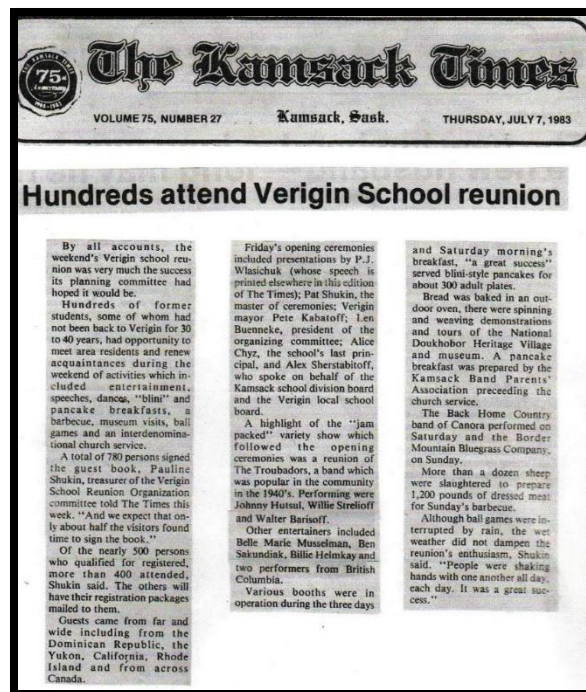 75th
The Kamsack Times
VOLUME 75, NUMBER 27
Kamsack, Sask.
THURSDAY, JULY 7, 1983
Hundreds attend Verigin School reunion
By all accounts, the
weekend's Verigin school reu-
nion was very much the success
its planning committee had
hoped it would be.
Hundreds of former
students, some of whom had
not been back to Verigin for 30
to 40 years, had opportunity to
meet area residents and renew
acquaintances during the
weekend of activities which in-
cluded entertainment,
speeches, dances, "blini" and
pancake breakfasts, a
barbecue, museum visits, ball
games and an interdenomina-
tional church service.
A total of 780 persons signed
the guest book, Pauline
Shukin, treasurer of the Verigin
School Reunion Organization
committee told The Times this
week. "And we expect that on-
ly about half the visitors found
time to sign the book."
Of the nearly 500 persons
who qualified for registered,
more than 400 attended,
Shukin said. The others will
have their registration packages
mailed to them.
Guests came from far and
wide including from the
Dominican Republic, the
Yukon, California, Rhode
Island and from across
Canada.
Friday's opening ceremonies
included presentations by P.J.
Wlasichuk (whose speech is
printed elsewhere in this edition
of The Times); Pat Shukin, the
master of ceremonies; Verigin
mayor Pete Kabatoff; Len
Buenneke, president of the
organizing committee; Alice
Chyz, the school's last prin-
cipal, and Alex Sherstabitoff,
who spoke on behalf of the
Kamsack school division board
and the Verigin local school
board.
A highlight of the "jam
packed" variety show which
followed the opening
ceremonies was a reunion of
The Troubadors, a band which
was popular in the community
in the 1940's. Performing were
Johnny Hutsul, Willie Strelioff
and Walter Barisoff.
Other entertainers included
Belle Marie Musselman, Ben
Sakundiak, Billie Helmkay and
two performers from British
Columbia.
Various booths were in
operation during the three days
and Saturday morning's
breakfast, "a great success"
served blini-style pancakes for
about 300 adult plates.
Bread was baked in an out-
door oven, there were spinning
and weaving demonstrations
and tours of the National
Doukhobor Heritage Village
and museum. A pancake
breakfast was prepared by the
Kamsack Band Parents'
Association preceeding the
church service.
The Back Home Country
band of Canora performed on
Saturday and the Border
Mountain Bluegrass Company,
on Sunday.
More than a dozen sheep
were slaughtered to prepare
1,200 pounds of dressed meat
for Sunday's barbecue.
Although ball games were in-
terrupted by rain, the wet
weather did not dampen the
reunion's enthusiasm, Shukin
said. "People were shaking
hands with one another all day,
each day. It was a great suc-
cess."